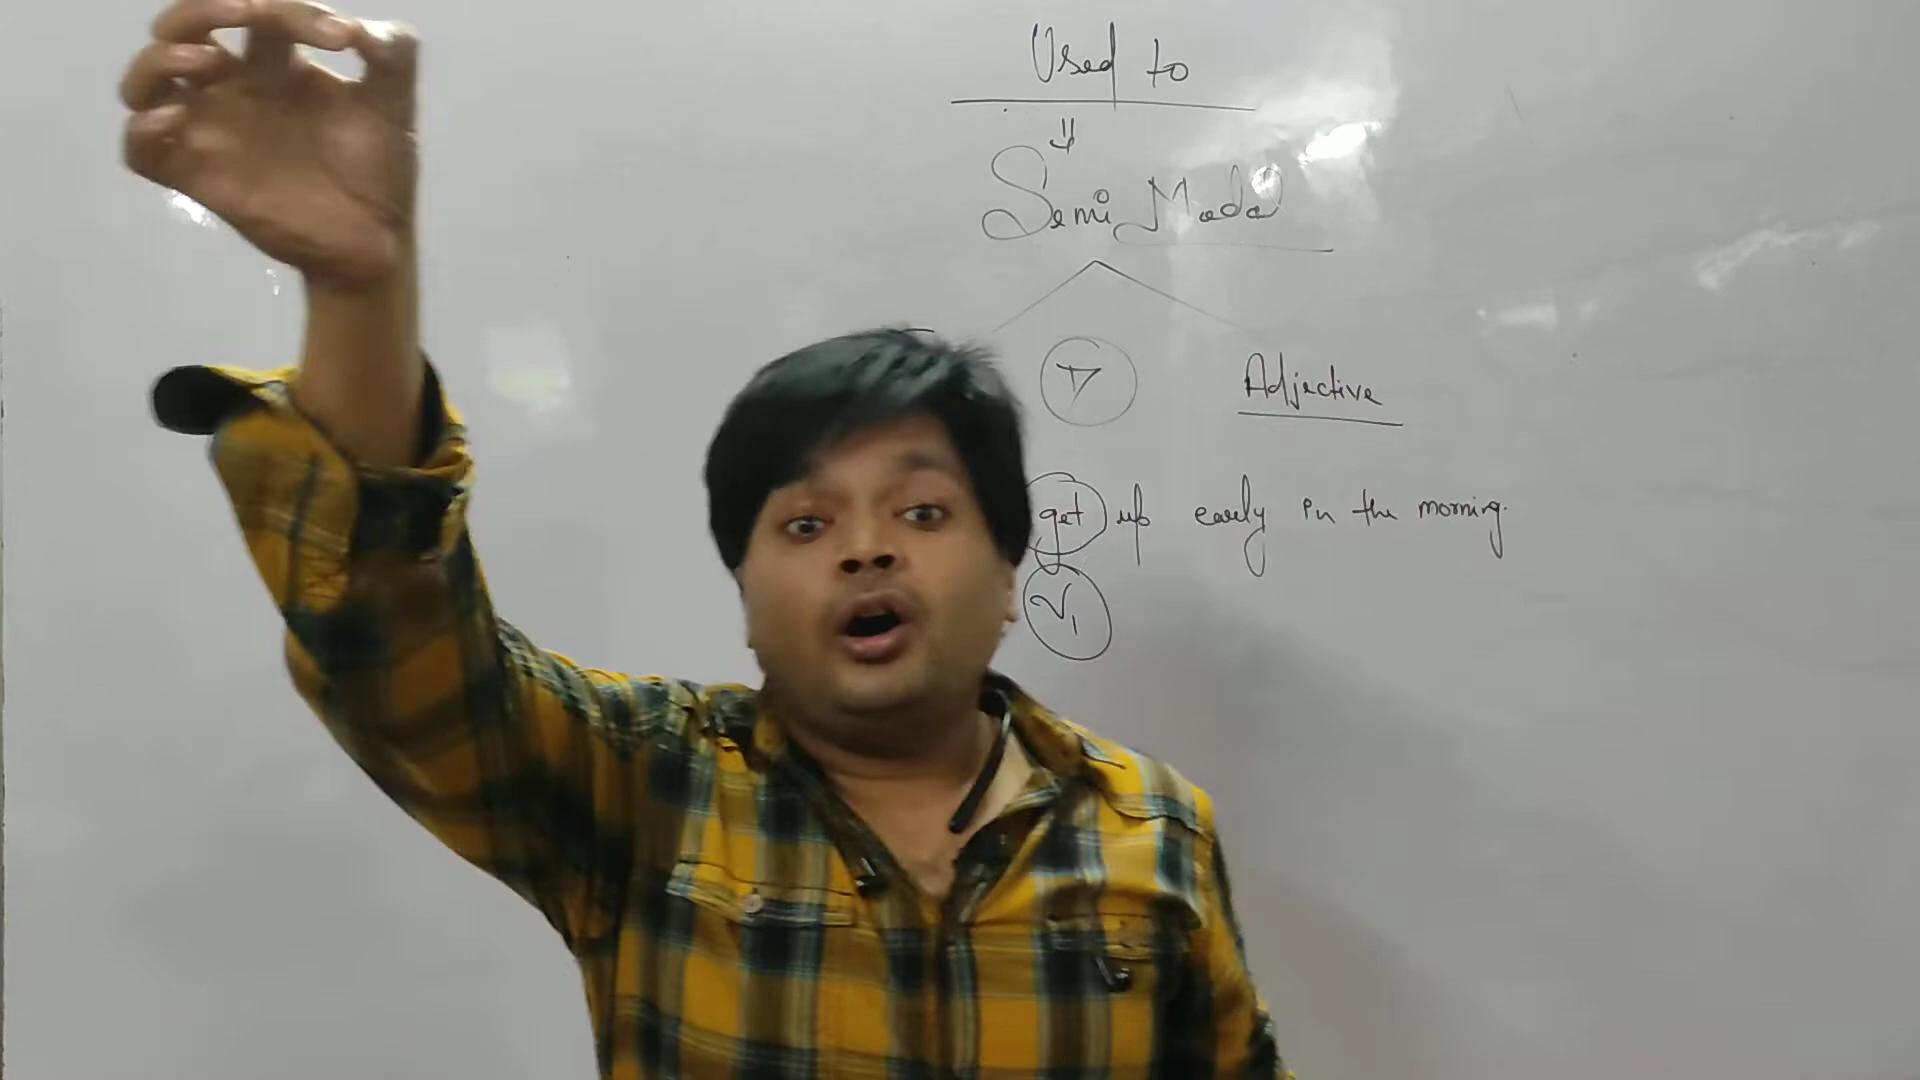 Used to
Semi Modal
Adjective
get up early in the morning.
V1